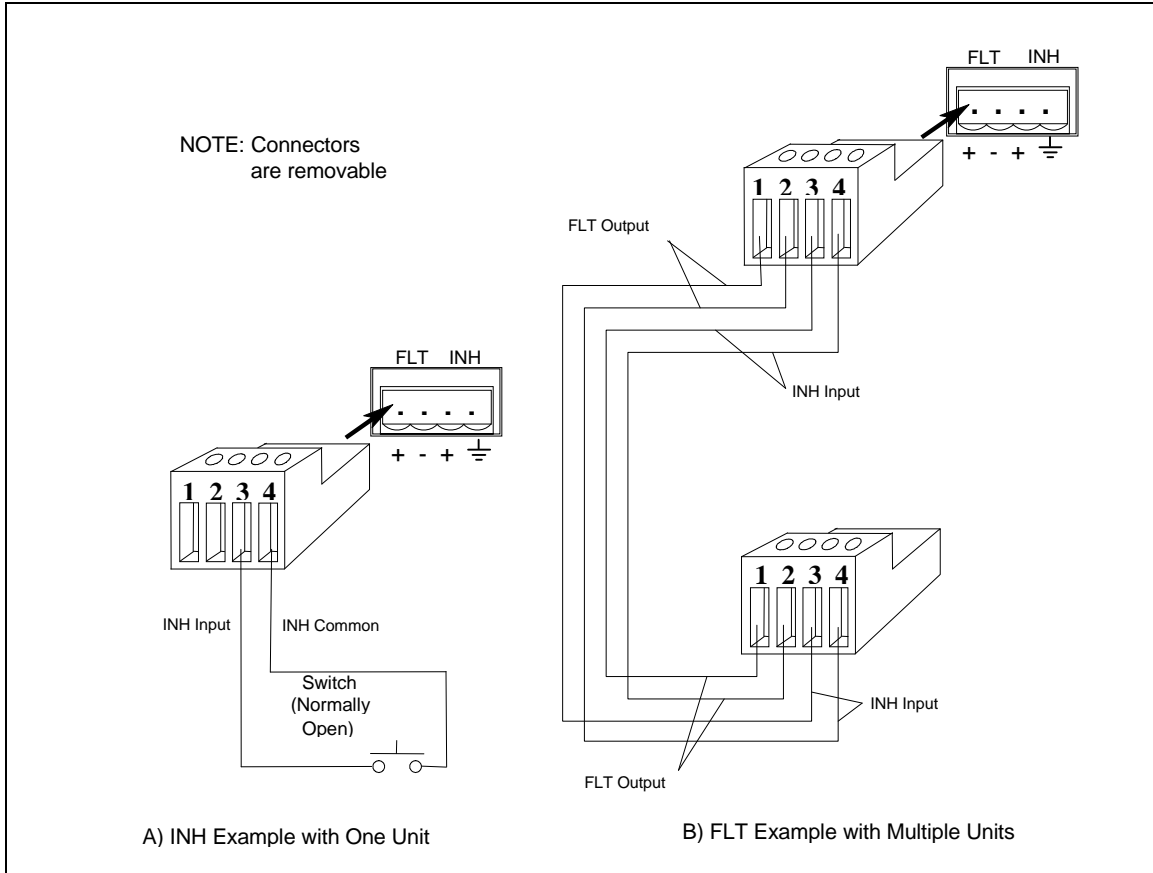 FLT INH
+ - +
NOTE: Connectors
are removable
1 2 3 4
FLT Output
INH Input
FLT INH
+ - +
1 2 3 4
INH Input
INH Common
Switch
(Normally
Open)
1 2 3 4
INH Input
FLT Output
A) INH Example with One Unit
B) FLT Example with Multiple Units